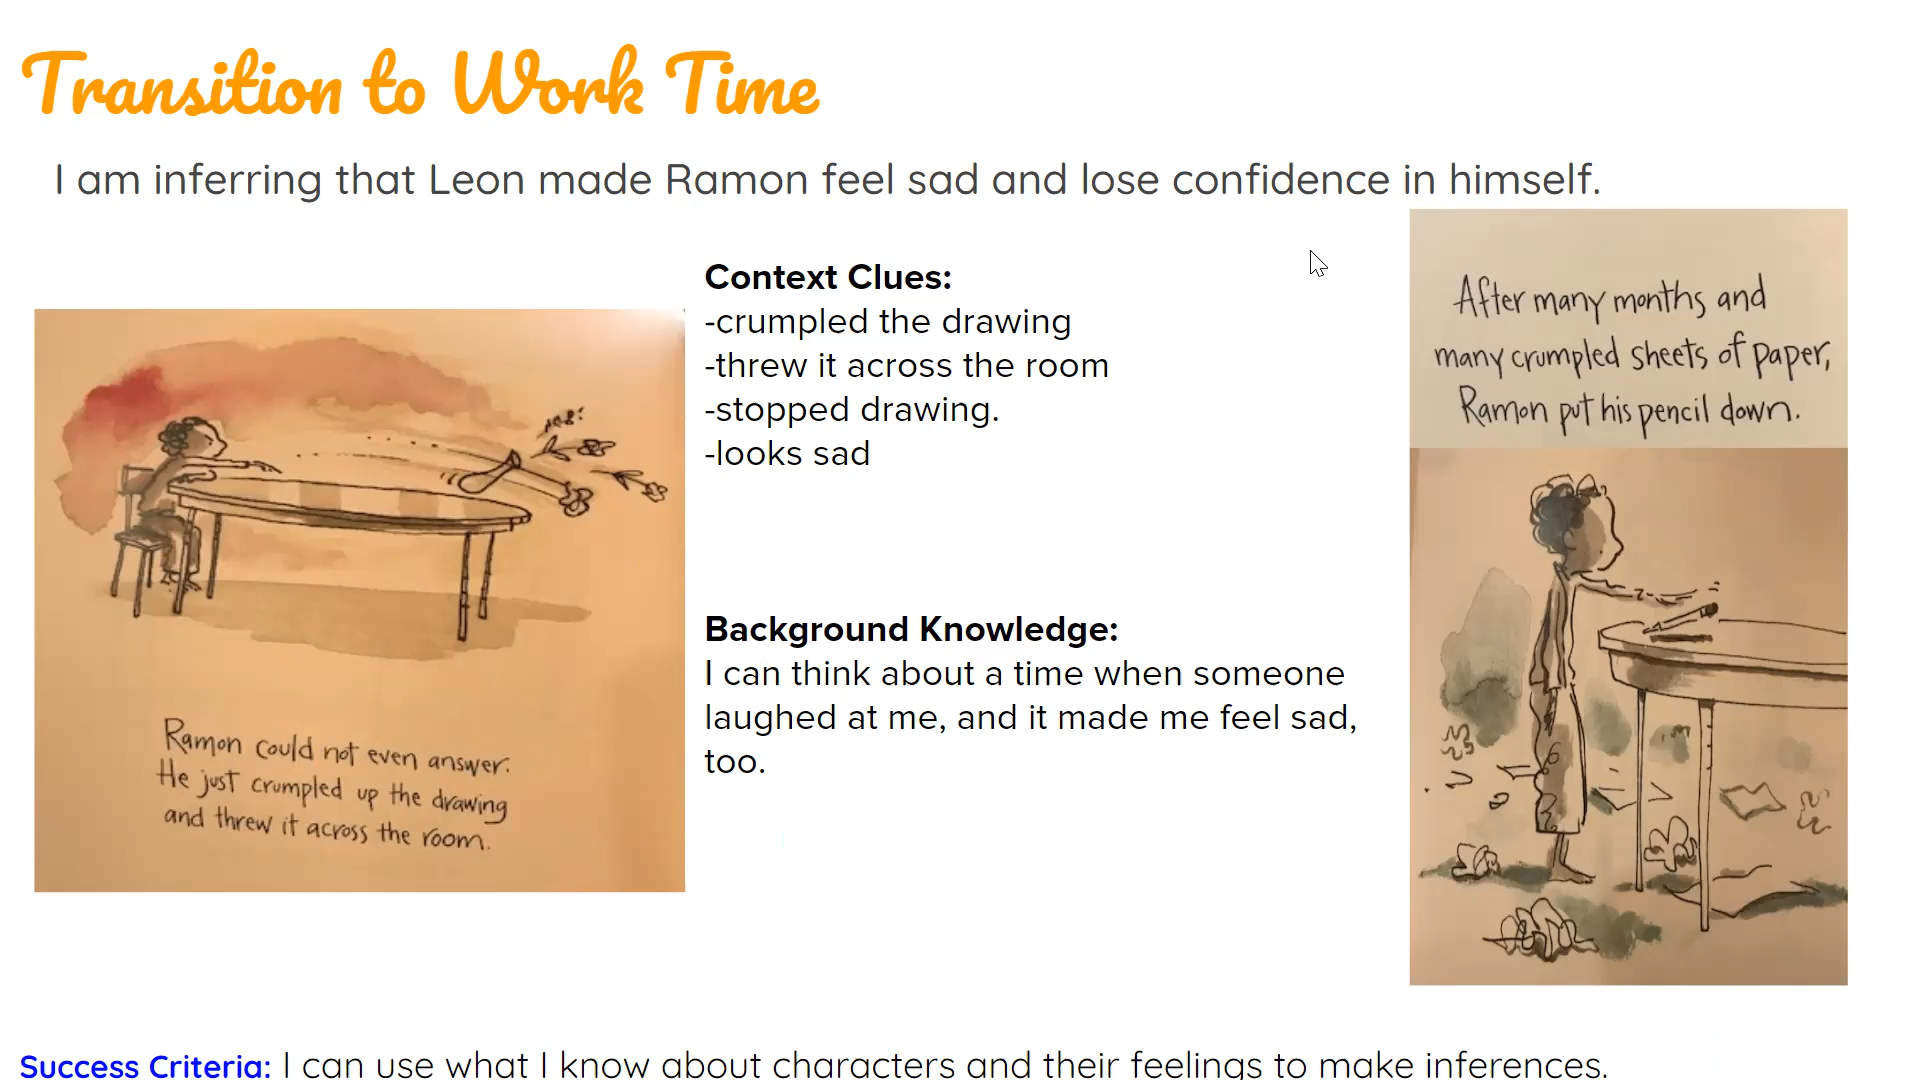 Transition to Work Time
I am inferring that Leon made Ramon feel sad and lose confidence in himself.
Ramon could not even answer.
He just crumpled up the drawing
and threw it across the room.
Context Clues:
-crumpled the drawing
-threw it across the room
-stopped drawing.
-looks sad
Background Knowledge:
I can think about a time when someone
laughed at me, and it made me feel sad,
too.
After many months and
many crumpled sheets of paper,
Ramon put his pencil down.
Success Criteria: I can use what I know about characters and their feelings to make inferences.